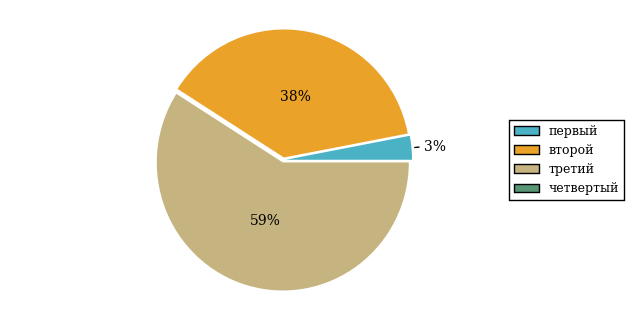 38%
3%
59%
первый
второй
третий
четвертый